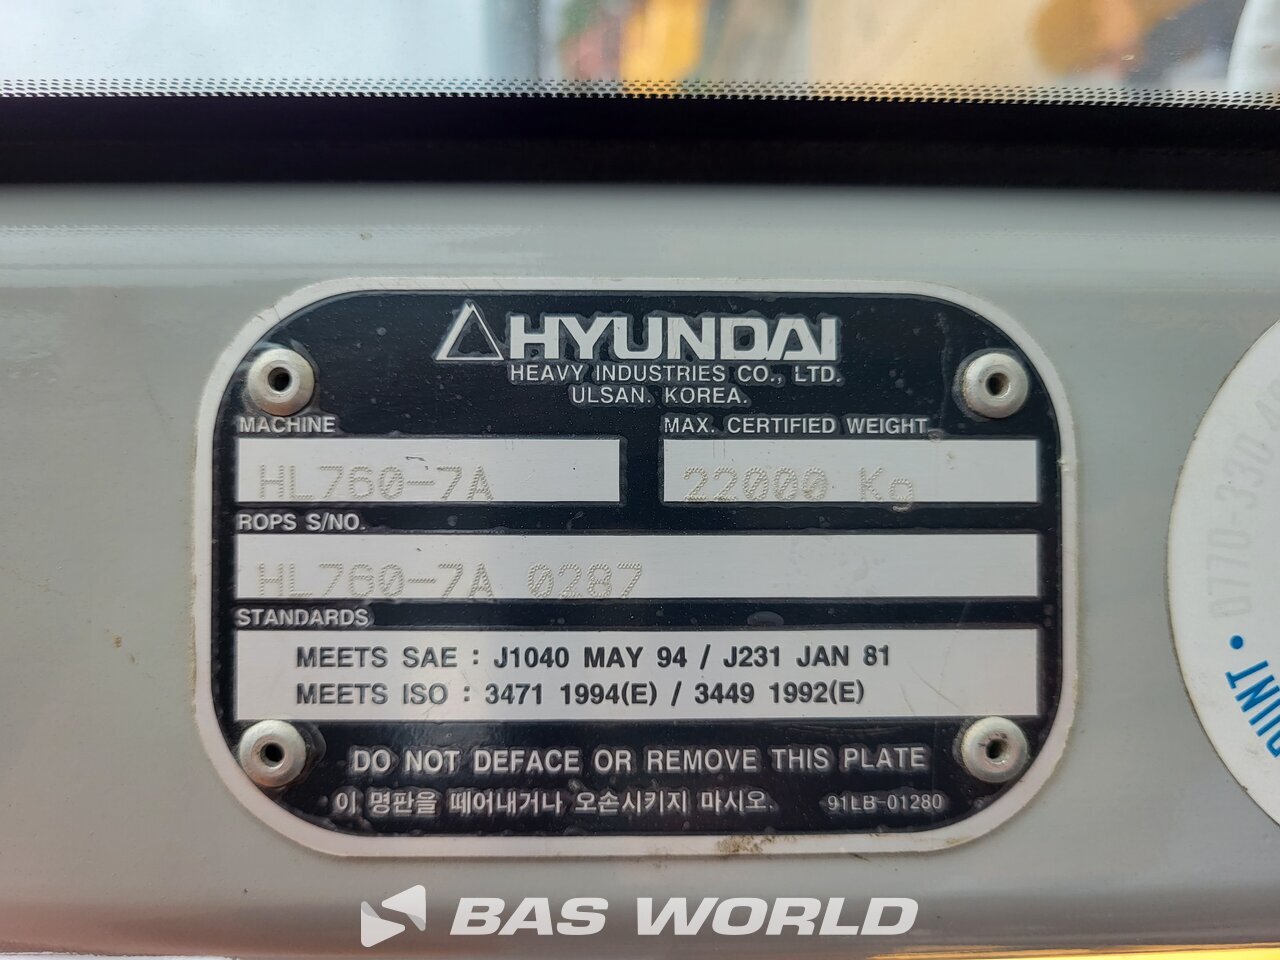 HYUNDAI
HEAVY INDUSTRIES CO., LTD.
ULSAN. KOREA.
MACHINE
MAX. CERTIFIED WEIGHT
HL760-7A
22000 Kg
ROPS S/NO.
HL760-7A 0287
STANDARDS
MEETS SAE : J1040 MAY 94 / J231 JAN 81
MEETS ISO : 3471 1994(E) / 3449 1992(E)
DO NOT DEFACE OR REMOVE THIS PLATE
이 명판을 떼어내거나 오손시키지 마시오.
91LB-01280
0770-330
BAS WORLD